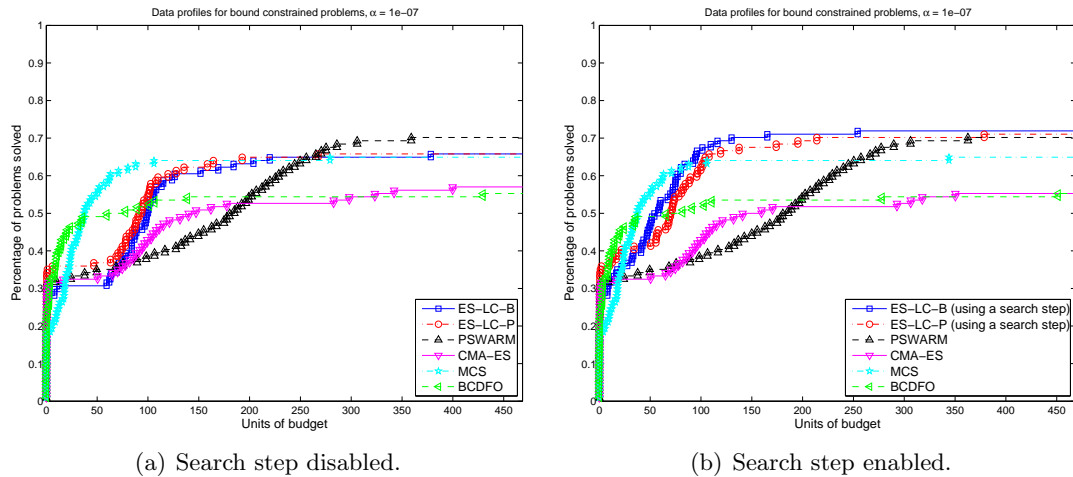 Data profiles for bound constrained problems, α = 1e−07
1
0.9
0.8
0.7
0.6
0.5
0.4
0.3
0.2
0.1
0
Percentage of problems solved
0 50 100 150 200 250 300 350 400 450
Units of budget
ES−LC−B
ES−LC−P
PSWARM
CMA−ES
MCS
BCDFO
(a) Search step disabled.
Data profiles for bound constrained problems, α = 1e−07
1
0.9
0.8
0.7
0.6
0.5
0.4
0.3
0.2
0.1
0
Percentage of problems solved
0 50 100 150 200 250 300 350 400 450
Units of budget
ES−LC−B (using a search step)
ES−LC−P (using a search step)
PSWARM
CMA−ES
MCS
BCDFO
(b) Search step enabled.